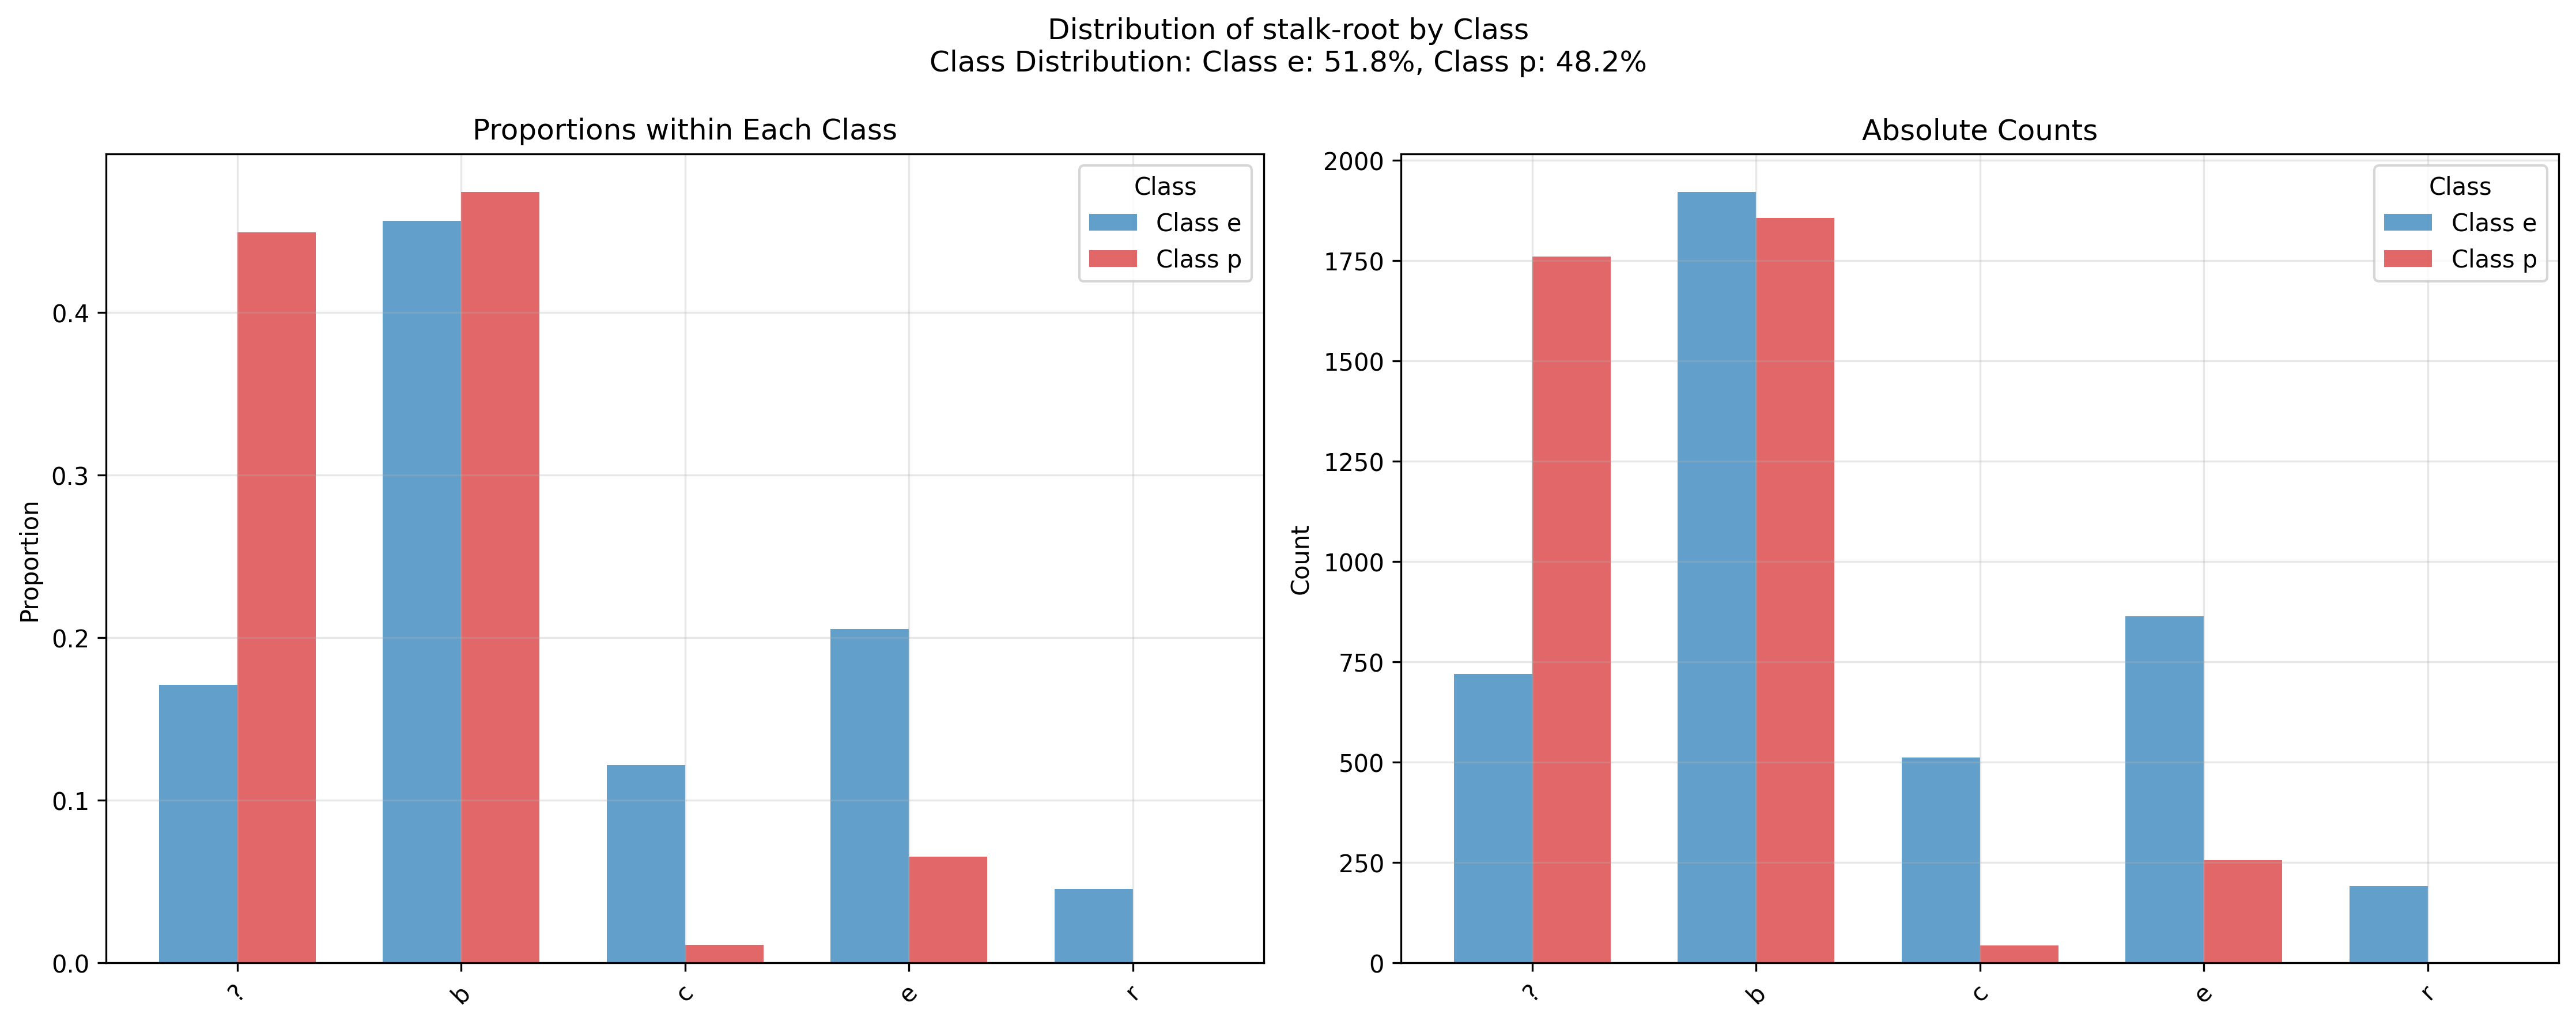 Distribution of stalk-root by Class
Class Distribution: Class e: 51.8%, Class p: 48.2%
Proportions within Each Class
Proportion
0.4
0.3
0.2
0.1
0.0
?
b
c
e
r
Class
Class e
Class p
Absolute Counts
Count
2000
1750
1500
1250
1000
750
500
250
0
?
b
c
e
r
Class
Class e
Class p